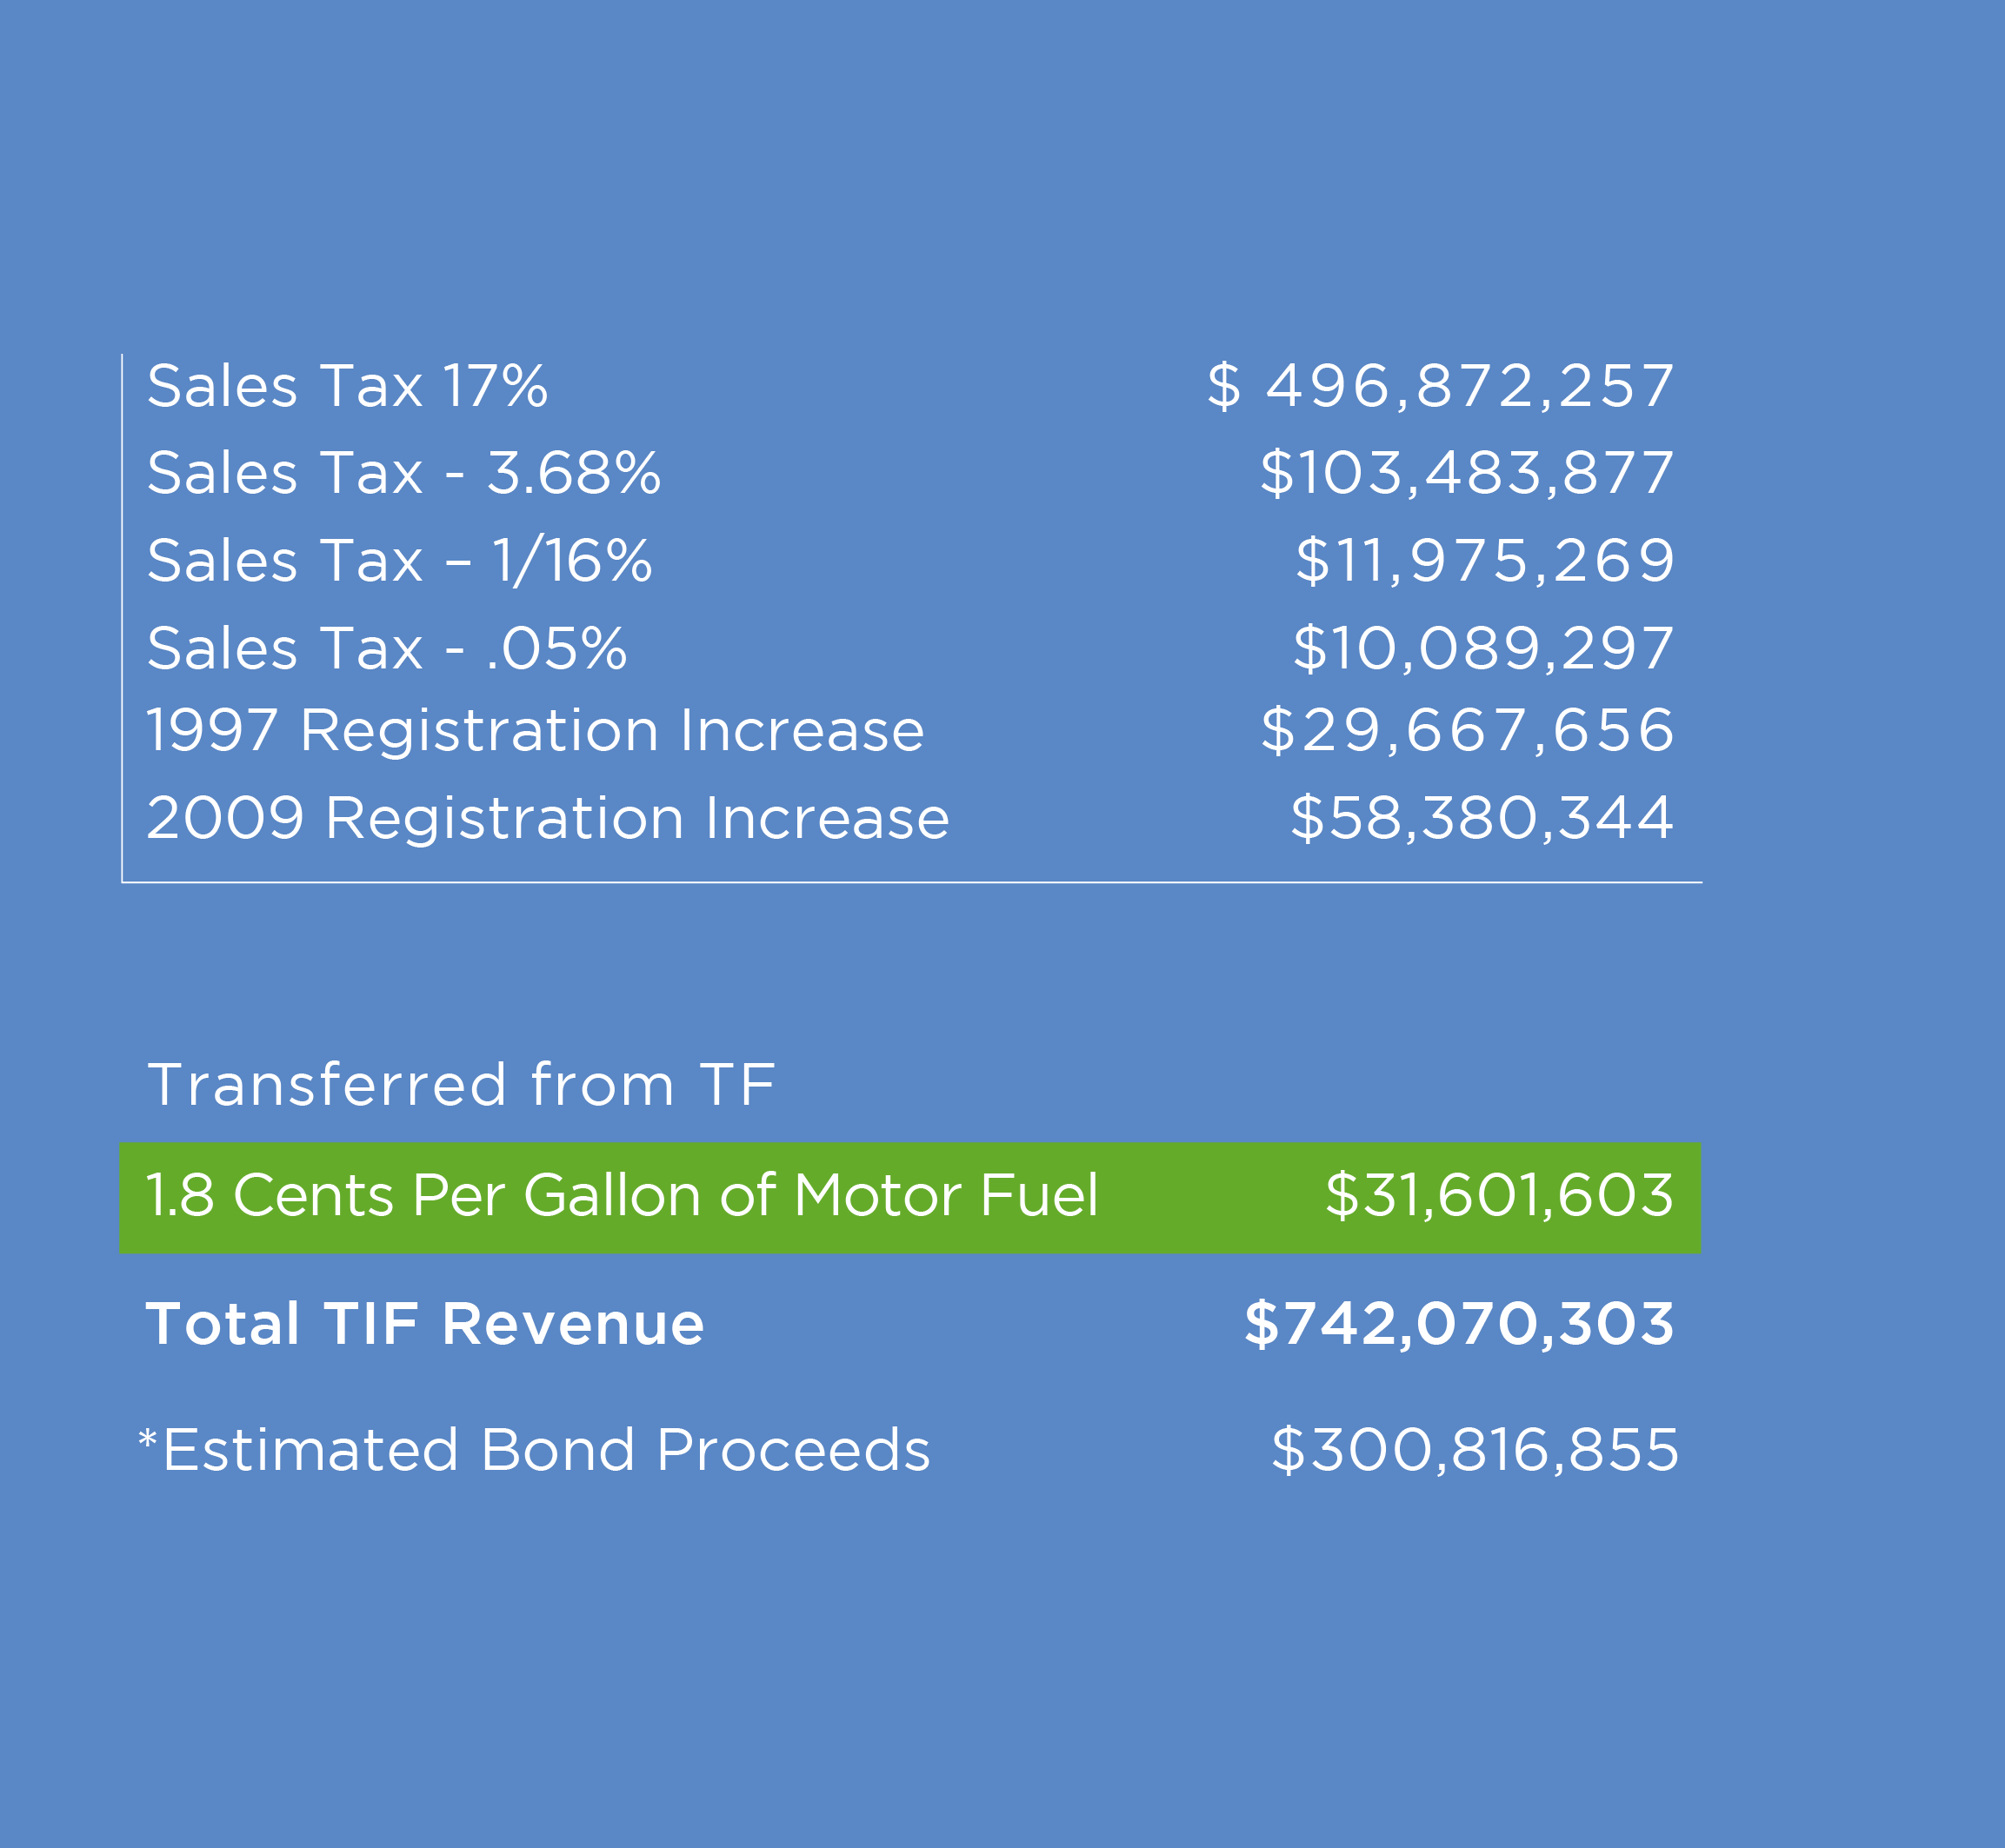 Sales Tax 17% $ 496,872,257
Sales Tax - 3.68% $103,483,877
Sales Tax – 1/16% $11,975,269
Sales Tax - .05% $10,089,297
1997 Registration Increase $29,667,656
2009 Registration Increase $58,380,344
Transferred from TF
1.8 Cents Per Gallon of Motor Fuel $31,601,603
Total TIF Revenue $742,070,303
*Estimated Bond Proceeds $300,816,855